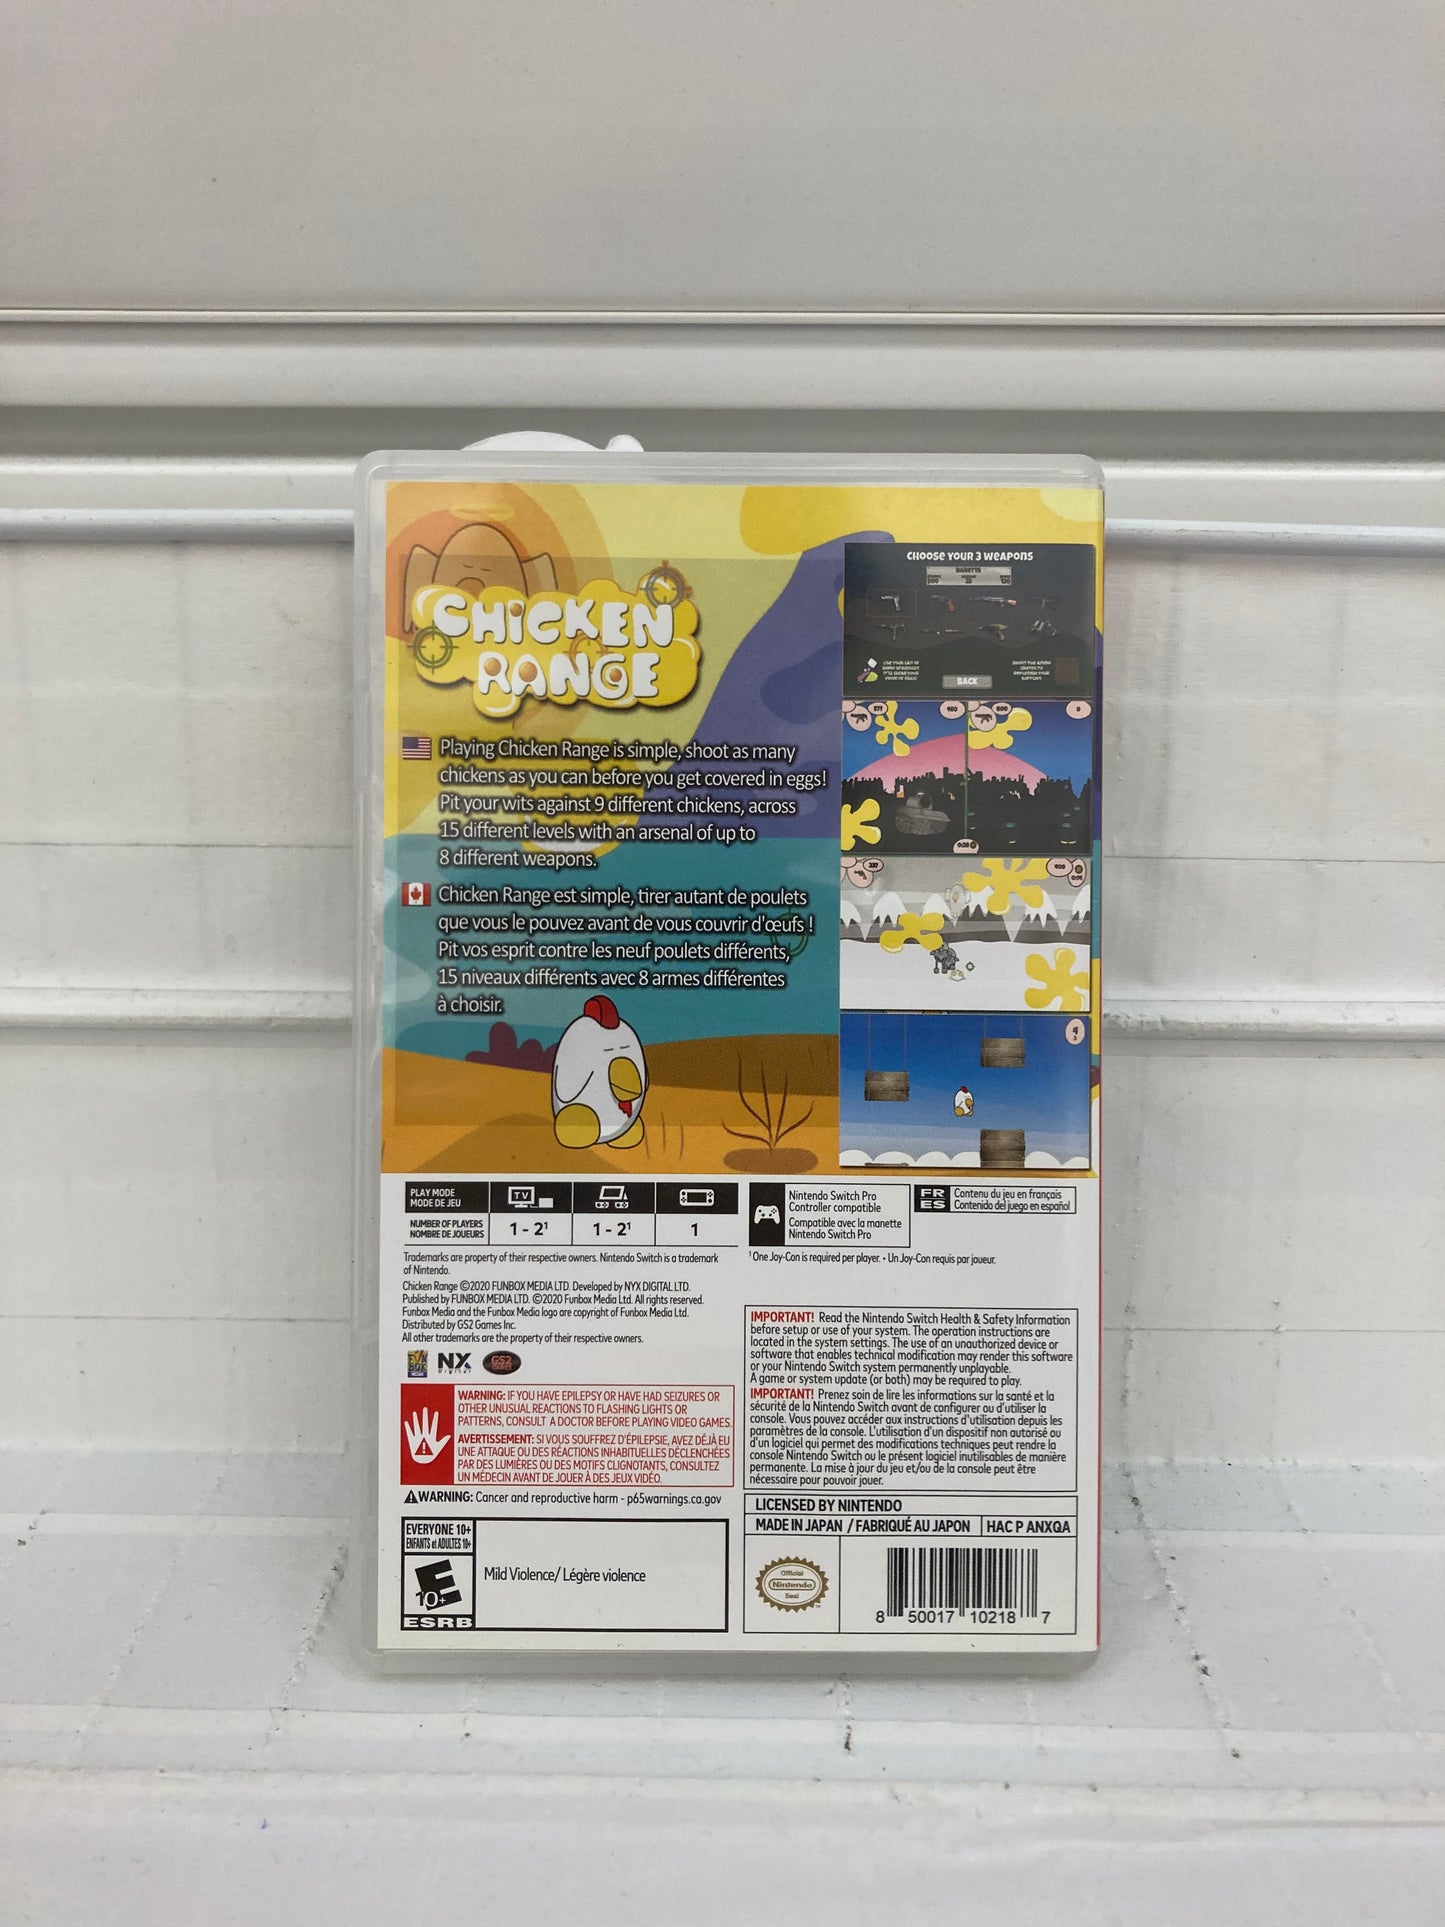 CHICKEN
RANGE
Playing Chicken Range is simple, shoot as many
chickens as you can before you get covered in eggs!
Pit your wits against 9 different chickens, across
15 different levels with an arsenal of up to
8 different weapons.
Chicken Range est simple, tirer autant de poulets
que vous le pouvez avant de vous couvrir d'œufs !
Pit vos esprit contre les neuf poulets différents,
15 niveaux différents avec 8 armes différentes
à choisir.
CHOOSE YOUR 3 WEAPONS
BACK
PLAY MODE
MODE DE JEU
TV
NUMBER OF PLAYERS
NOMBRE DE JOUEURS
1 - 2¹
1 - 2¹
1
Nintendo Switch Pro
Controller compatible
Compatible avec la manette
Nintendo Switch Pro
FR
ES
Contenu du jeu en français
Contenido del juego en español
¹ One Joy-Con is required per player. • Un Joy-Con requis par joueur.
Trademarks are property of their respective owners. Nintendo Switch is a trademark
of Nintendo.
Chicken Range ©2020 FUNBOX MEDIA LTD. Developed by NYX DIGITAL LTD.
Published by FUNBOX MEDIA LTD. ©2020 Funbox Media Ltd. All rights reserved.
Funbox Media and the Funbox Media logo are copyright of Funbox Media Ltd.
Distributed by GS2 Games Inc.
All other trademarks are the property of their respective owners.
FUN
BOX
MEDIA
NX
Digital
GS2
GAMES
WARNING: IF YOU HAVE EPILEPSY OR HAVE HAD SEIZURES OR
OTHER UNUSUAL REACTIONS TO FLASHING LIGHTS OR
PATTERNS, CONSULT A DOCTOR BEFORE PLAYING VIDEO GAMES.
AVERTISSEMENT: SI VOUS SOUFFREZ D'ÉPILEPSIE, AVEZ DÉJÀ EU
UNE ATTAQUE OU DES RÉACTIONS INHABITUELLES DÉCLENCHÉES
PAR DES LUMIÈRES OU DES MOTIFS CLIGNOTANTS, CONSULTEZ
UN MÉDECIN AVANT DE JOUER À DES JEUX VIDÉO.
WARNING: Cancer and reproductive harm - p65warnings.ca.gov
EVERYONE 10+
ENFANTS et ADULTES 10+
E
10+
ESRB
Mild Violence/ Légère violence
IMPORTANT! Read the Nintendo Switch Health & Safety Information
before setup or use of your system. The operation instructions are
located in the system settings. The use of an unauthorized device or
software that enables technical modification may render this software
or your Nintendo Switch system permanently unplayable.
A game or system update (or both) may be required to play.
IMPORTANT! Prenez soin de lire les informations sur la santé et la
sécurité de la Nintendo Switch avant de configurer ou d'utiliser la
console. Vous pouvez accéder aux instructions d'utilisation depuis les
paramètres de la console. L'utilisation d'un dispositif non autorisé ou
d'un logiciel qui permet des modifications techniques peut rendre la
console Nintendo Switch ou le présent logiciel inutilisables de manière
permanente. La mise à jour du jeu et/ou de la console peut être
nécessaire pour pouvoir jouer.
LICENSED BY NINTENDO
MADE IN JAPAN / FABRIQUÉ AU JAPON
HAC P ANXQA
Official
Nintendo
Seal
8 50017 10218 7